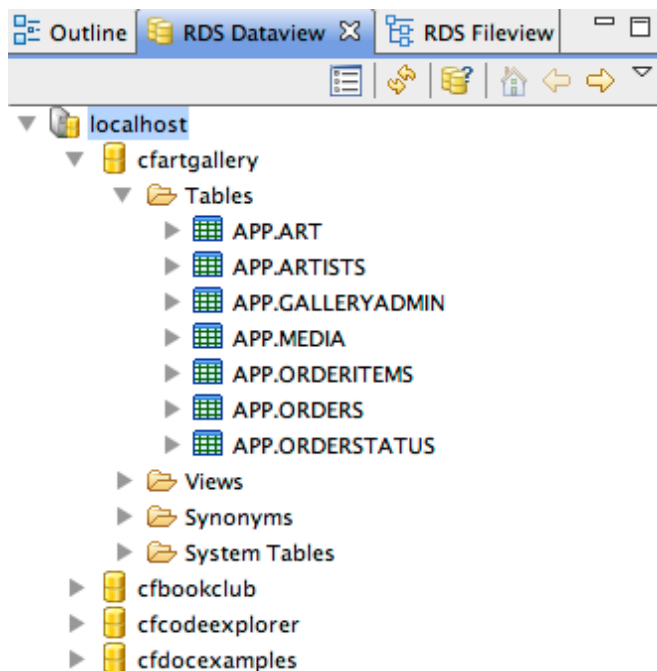 Outline RDS Dataview RDS Fileview
localhost
cfartgallery
Tables
APP.ART
APP.ARTISTS
APP.GALLERYADMIN
APP.MEDIA
APP.ORDERITEMS
APP.ORDERS
APP.ORDERSTATUS
Views
Synonyms
System Tables
cfbookclub
cfcodeexplorer
cfdocexamples